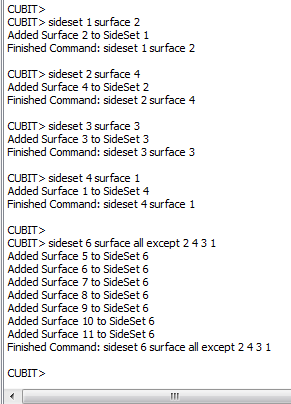 CUBIT>
CUBIT> sideset 1 surface 2
Added Surface 2 to SideSet 1
Finished Command: sideset 1 surface 2
CUBIT> sideset 2 surface 4
Added Surface 4 to SideSet 2
Finished Command: sideset 2 surface 4
CUBIT> sideset 3 surface 3
Added Surface 3 to SideSet 3
Finished Command: sideset 3 surface 3
CUBIT> sideset 4 surface 1
Added Surface 1 to SideSet 4
Finished Command: sideset 4 surface 1
CUBIT>
CUBIT> sideset 6 surface all except 2 4 3 1
Added Surface 5 to SideSet 6
Added Surface 6 to SideSet 6
Added Surface 7 to SideSet 6
Added Surface 8 to SideSet 6
Added Surface 9 to SideSet 6
Added Surface 10 to SideSet 6
Added Surface 11 to SideSet 6
Finished Command: sideset 6 surface all except 2 4 3 1
CUBIT>